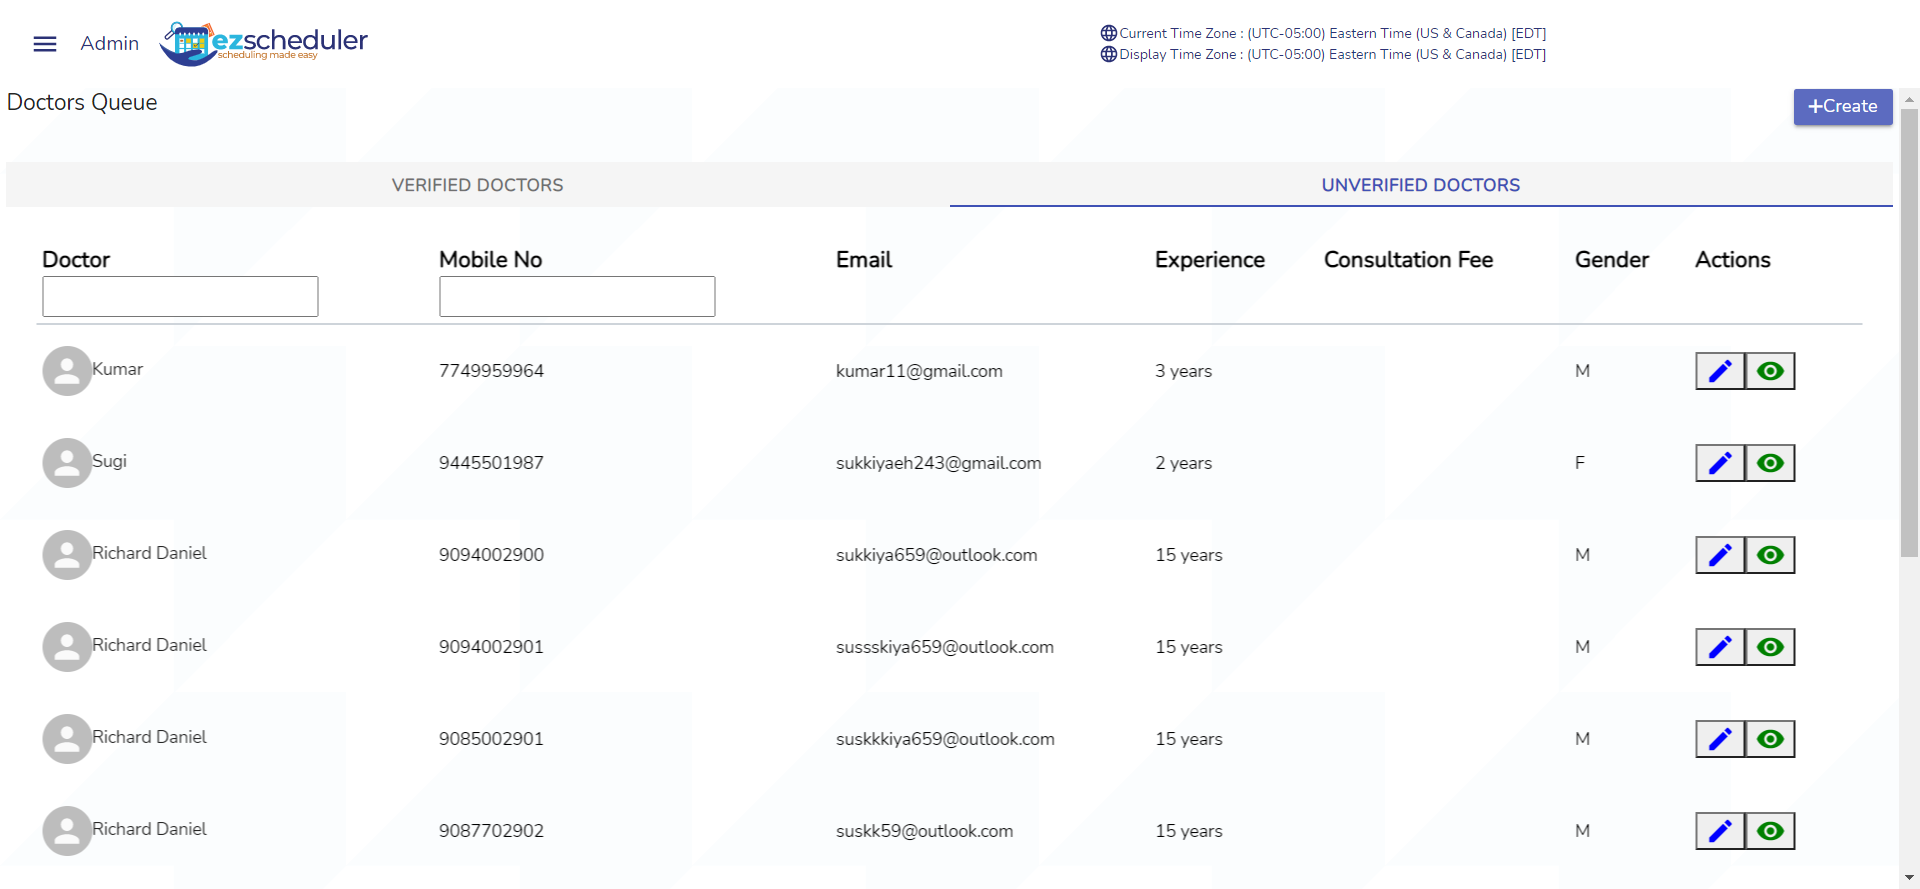 Admin
ezscheduler
scheduling made easy
Current Time Zone : (UTC-05:00) Eastern Time (US & Canada) [EDT]
Display Time Zone : (UTC-05:00) Eastern Time (US & Canada) [EDT]
Doctors Queue
+Create
VERIFIED DOCTORS UNVERIFIED DOCTORS
Doctor Mobile No Email Experience Consultation Fee Gender Actions
Kumar 7749959964 kumar11@gmail.com 3 years M
Sugi 9445501987 sukkiyaeh243@gmail.com 2 years F
Richard Daniel 9094002900 sukkiya659@outlook.com 15 years M
Richard Daniel 9094002901 sussskiya659@outlook.com 15 years M
Richard Daniel 9085002901 suskkkiya659@outlook.com 15 years M
Richard Daniel 9087702902 suskk59@outlook.com 15 years M